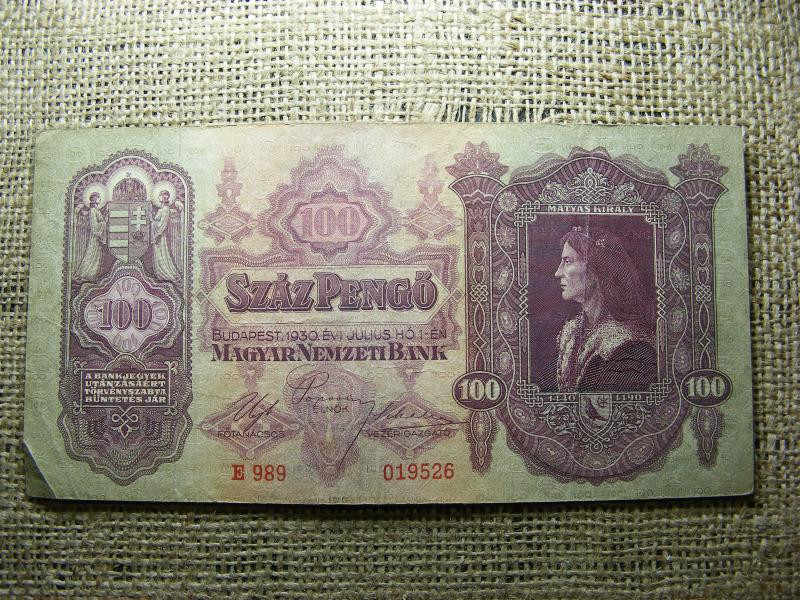 100
A BANKJEGYEK
UTÁNZÁSÁÉRT
TÖRVÉNYSZABTA
BÜNTETÉS JÁR
100
SZÁZ PENGŐ
BUDAPEST, 1930. ÉVI JULIUS HÓ 1-ÉN
MAGYAR NEMZETI BANK
ELNÖK
FŐTANÁCSOS VEZÉRIGAZGATÓ
E 989 019526
MÁTYÁS KIRÁLY
100 100
1440 1490